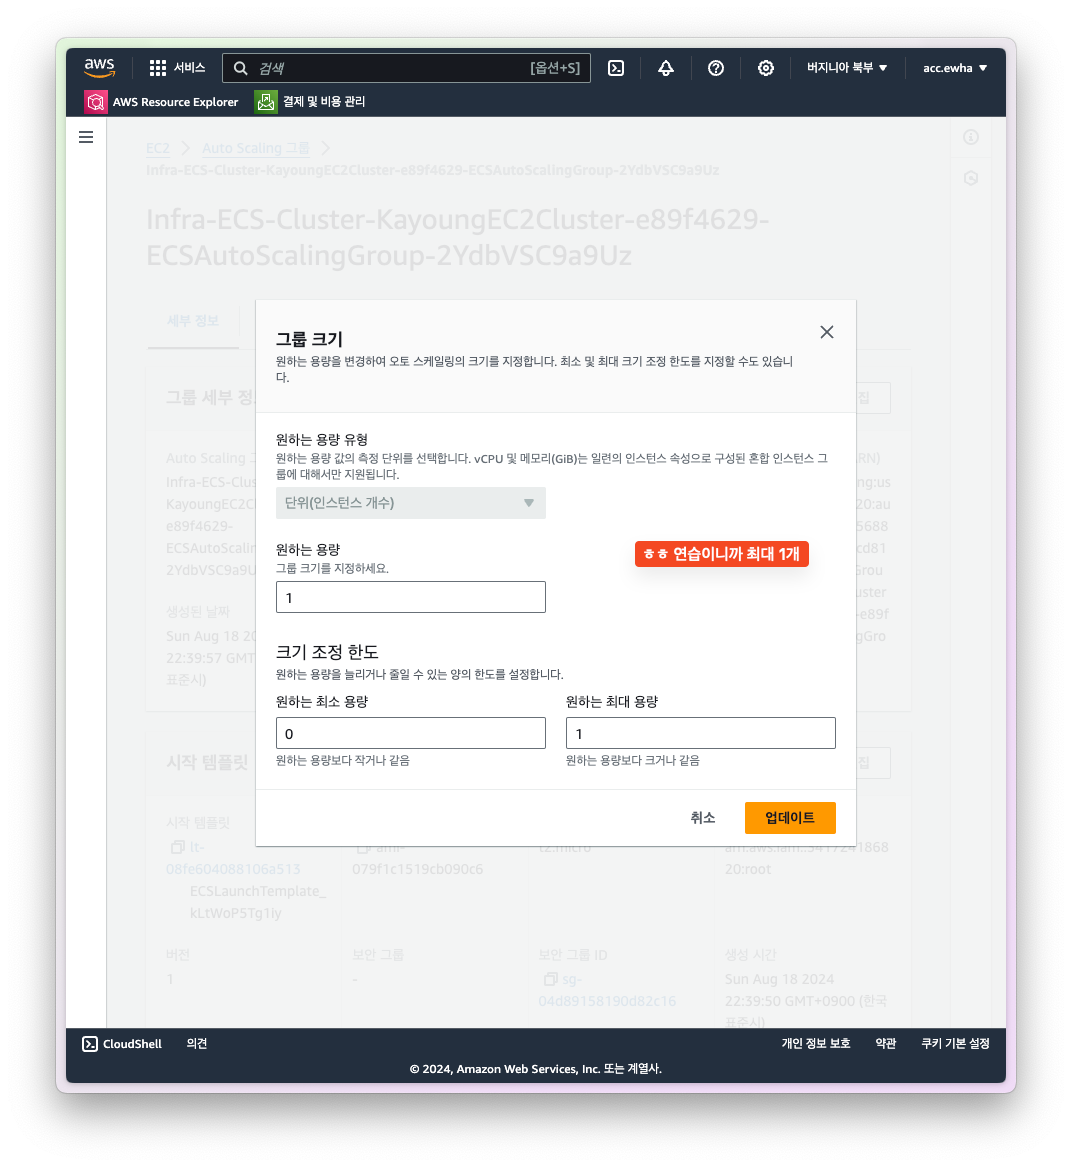 aws
서비스
검색
[옵션+S]
버지니아 북부
acc.ewha
AWS Resource Explorer
결제 및 비용 관리
EC2
Auto Scaling 그룹
Infra-ECS-Cluster-KayoungEC2Cluster-e89f4629-ECSAutoScalingGroup-2YdbVSC9a9Uz
Infra-ECS-Cluster-KayoungEC2Cluster-e89f4629-
ECSAutoScalingGroup-2YdbVSC9a9Uz
세부 정보
그룹 크기
원하는 용량을 변경하여 오토 스케일링의 크기를 지정합니다. 최소 및 최대 크기 조정 한도를 지정할 수도 있습니
다.
그룹 세부 정
집
원하는 용량 유형
원하는 용량 값의 측정 단위를 선택합니다. vCPU 및 메모리(GiB)는 일련의 인스턴스 속성으로 구성된 혼합 인스턴스 그
룹에 대해서만 지원됩니다.
단위(인스턴스 개수)
원하는 용량
그룹 크기를 지정하세요.
1
ㅎㅎ 연습이니까 최대 1개
크기 조정 한도
원하는 용량을 늘리거나 줄일 수 있는 양의 한도를 설정합니다.
원하는 최소 용량
0
원하는 용량보다 작거나 같음
원하는 최대 용량
1
원하는 용량보다 크거나 같음
취소
업데이트
Auto Scaling
Infra-ECS-Clus
KayoungEC2C
e89f4629-
ECSAutoScalin
2YdbVSC9a9U
생성된 날짜
Sun Aug 18 20
22:39:57 GMT
표준시)
RN)
ng:us
20:au
5688
cd81
Grou
uster
-e89f
gGro
시작 템플릿
집
시작 템플릿
lt-
08fe604088106a513
ECSLaunchTemplate_
kLtWoP5Tg1Iy
ami-
079f1c1519cb090c6
t2.micro
20:root
버전
1
보안 그룹
-
보안 그룹 ID
sg-
04d89158190d82c16
생성 시간
Sun Aug 18 2024
22:39:50 GMT+0900 (한국
표준시)
CloudShell
의견
개인 정보 보호
약관
쿠키 기본 설정
© 2024, Amazon Web Services, Inc. 또는 계열사.